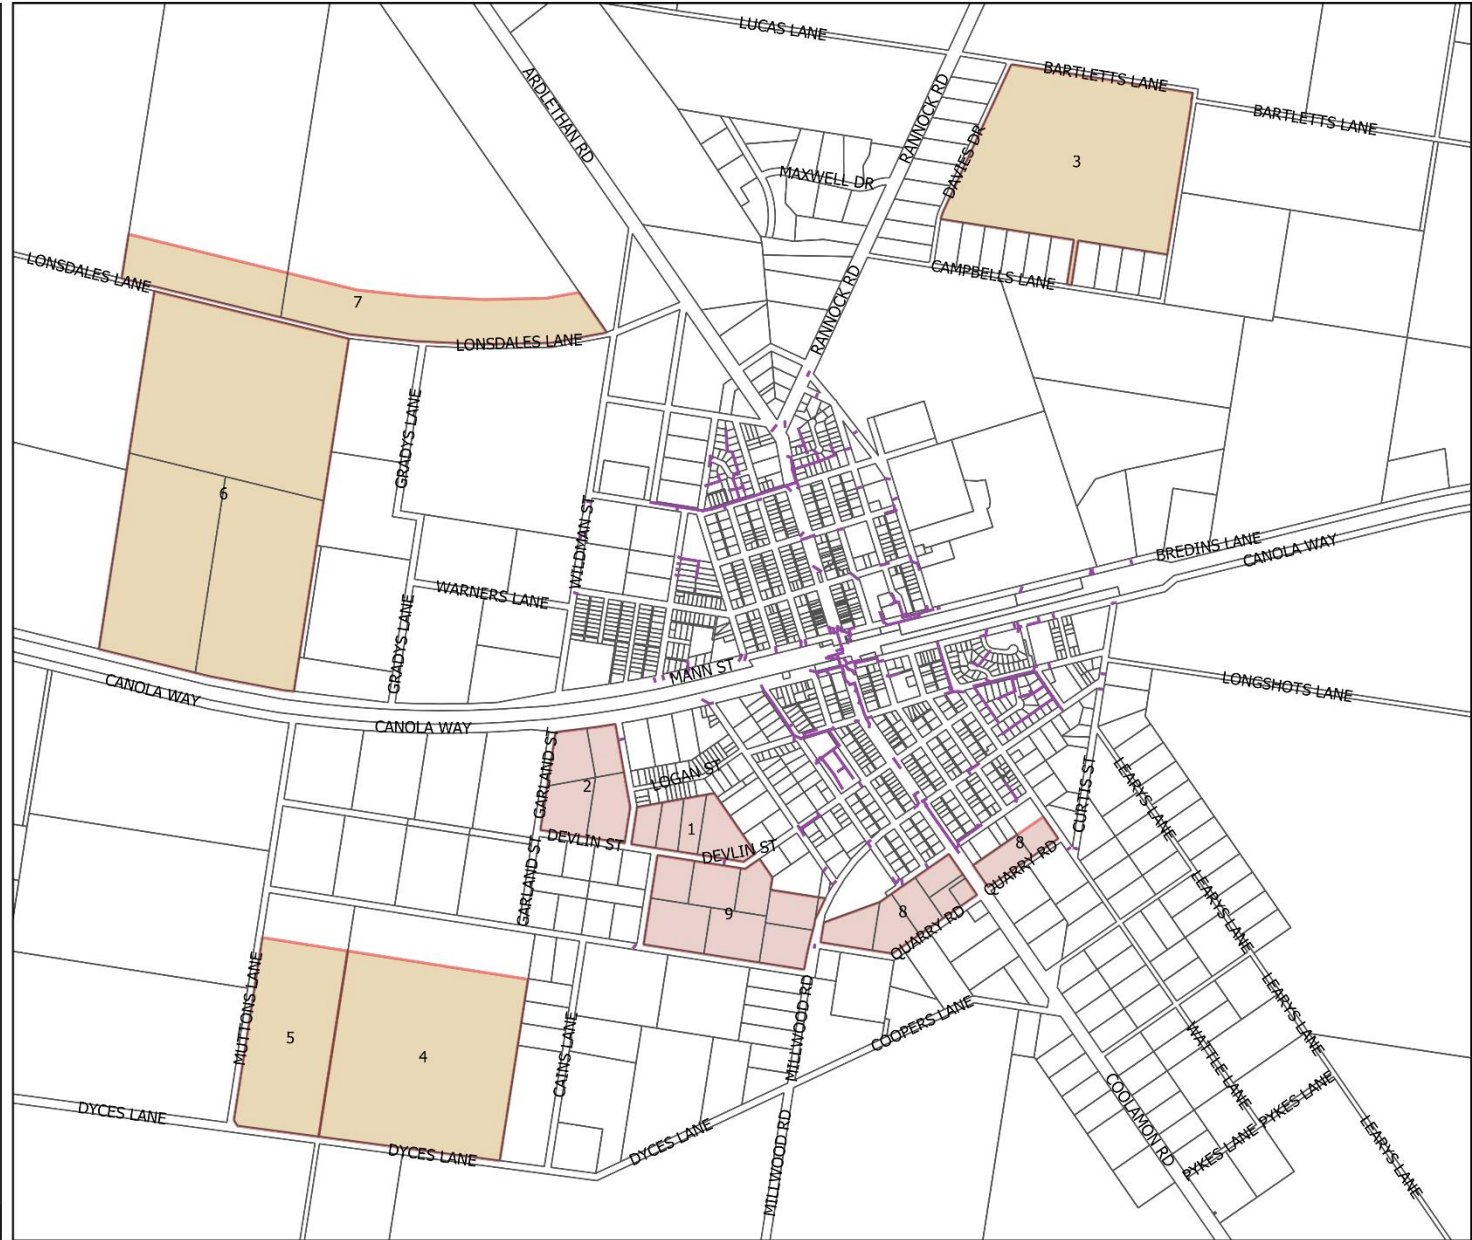 LUCAS LANE
BARTLETTS LANE
BARTLETTS LANE
ARDLETHAN RD
RANNOCK RD
DAVIES DR
3
MAXWELL DR
LONSDALES LANE
CAMPBELLS LANE
7
RANNOCK RD
LONSDALES LANE
GRADYS LANE
6
WILDMAN ST
BREDINS LANE
CANOLA WAY
WARNERS LANE
GRADYS LANE
MANN ST
CANOLA WAY
LONGSHOTS LANE
CANOLA WAY
GARLAND ST
LOGAN ST
2
CURTIS ST
LEARYS LANE
1
DEVLIN ST
DEVLIN ST
8
QUARRY RD
GARLAND ST
9
8
QUARRY RD
LEARYS LANE
MUTTONS LANE
5
4
CAINS LANE
MILLWOOD RD
COOPERS LANE
LEARYS LANE
WATTLE LANE
DYCES LANE
DYCES LANE
DYCES LANE
MILLWOOD RD
COOLAMON RD
PYKES LANE
PYKES LANE
LEARYS LANE